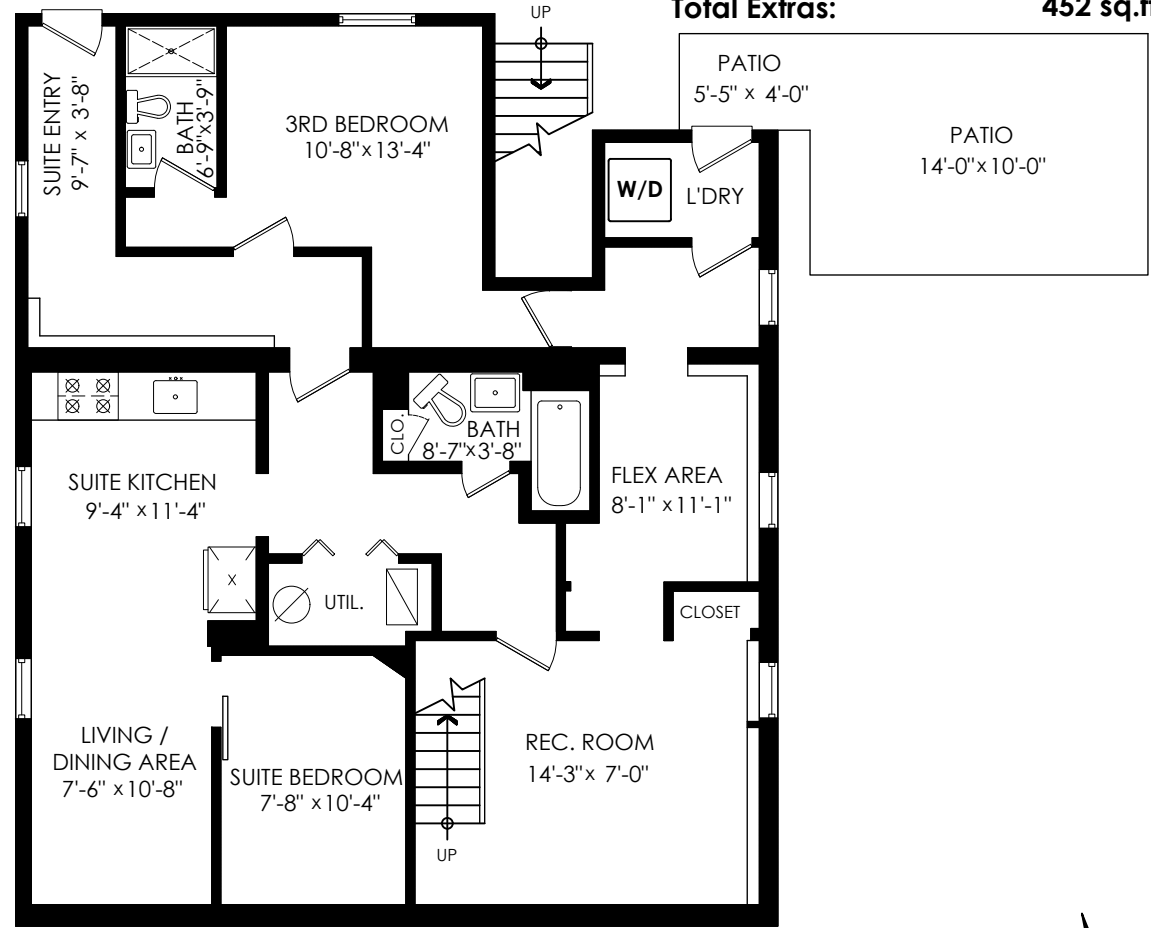 Total Extras: 452 sq.ft
UP
PATIO
5'-5" x 4'-0"
PATIO
14'-0" x 10'-0"
SUITE ENTRY
9'-7" x 3'-8"
BATH
6'-9"x3'-9"
3RD BEDROOM
10'-8"x13'-4"
W/D
L'DRY
CLO.
BATH
8'-7"x3'-8"
SUITE KITCHEN
9'-4" x11'-4"
FLEX AREA
8'-1" x11'-1"
X
UTIL.
CLOSET
LIVING /
DINING AREA
7'-6" x10'-8"
SUITE BEDROOM
7'-8" x10'-4"
REC. ROOM
14'-3"x 7'-0"
UP